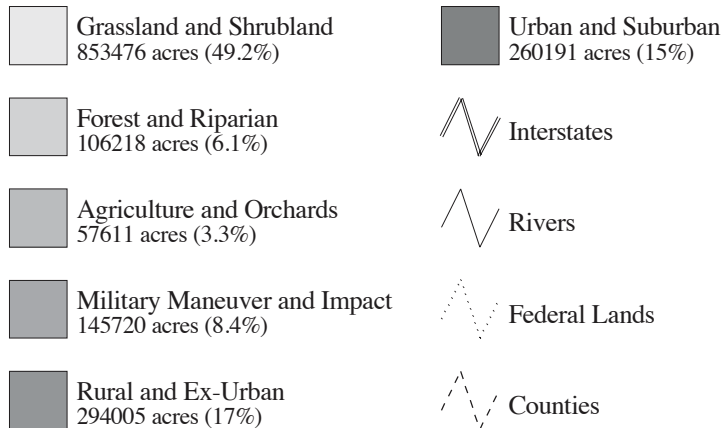 Grassland and Shrubland
853476 acres (49.2%)
Forest and Riparian
106218 acres (6.1%)
Agriculture and Orchards
57611 acres (3.3%)
Military Maneuver and Impact
145720 acres (8.4%)
Rural and Ex-Urban
294005 acres (17%)
Urban and Suburban
260191 acres (15%)
Interstates
Rivers
Federal Lands
Counties